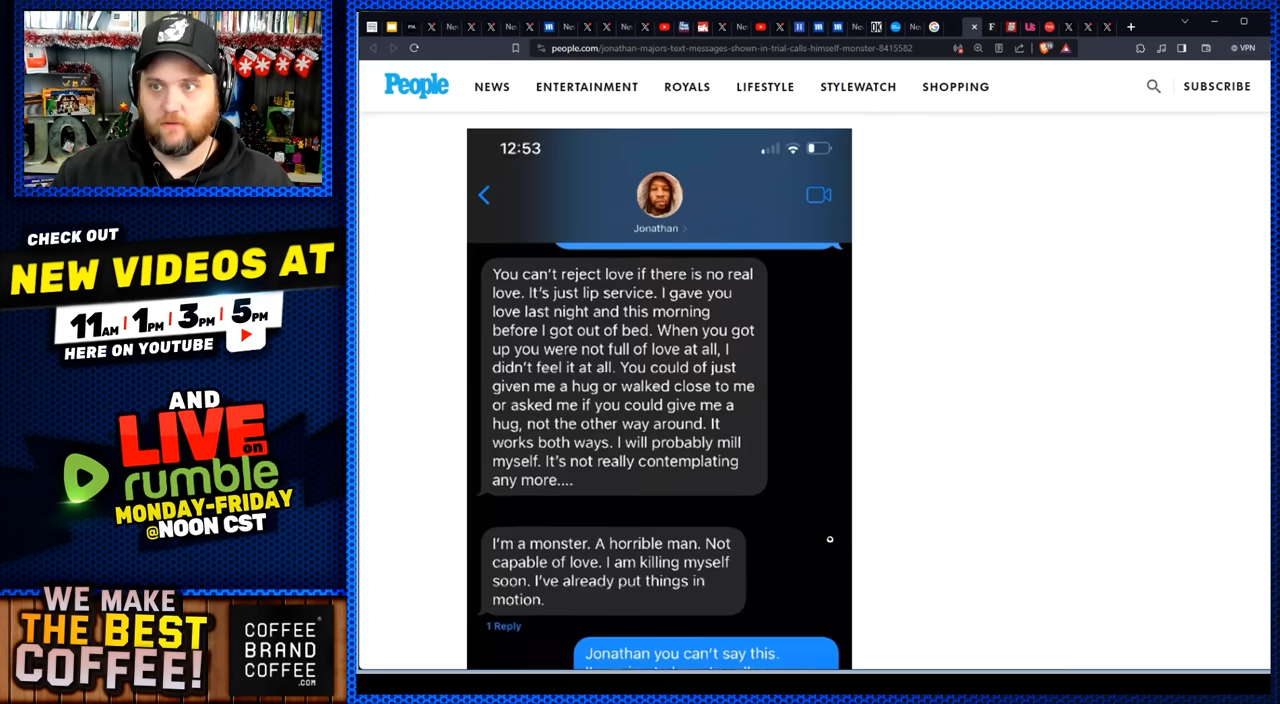 people.com/jonathan-majors-text-messages-shown-in-trial-calls-himself-monster-8415582
VPN
People
NEWS
ENTERTAINMENT
ROYALS
LIFESTYLE
STYLEWATCH
SHOPPING
SUBSCRIBE
12:53
Jonathan
You can't reject love if there is no real
love. It's just lip service. I gave you
love last night and this morning
before I got out of bed. When you got
up you were not full of love at all, I
didn't feel it at all. You could of just
given me a hug or walked close to me
or asked me if you could give me a
hug, not the other way around. It
works both ways. I will probably mill
myself. It's not really contemplating
any more....
I'm a monster. A horrible man. Not
capable of love. I am killing myself
soon. I've already put things in
motion.
1 Reply
Jonathan you can't say this.
CHECK OUT
NEW VIDEOS AT
11AM | 1PM | 3PM | 5PM
HERE ON YOUTUBE
AND
LIVE on
rumble
MONDAY-FRIDAY
@NOON CST
WE MAKE
THE BEST
COFFEE!
COFFEE
BRAND
COFFEE
.COM